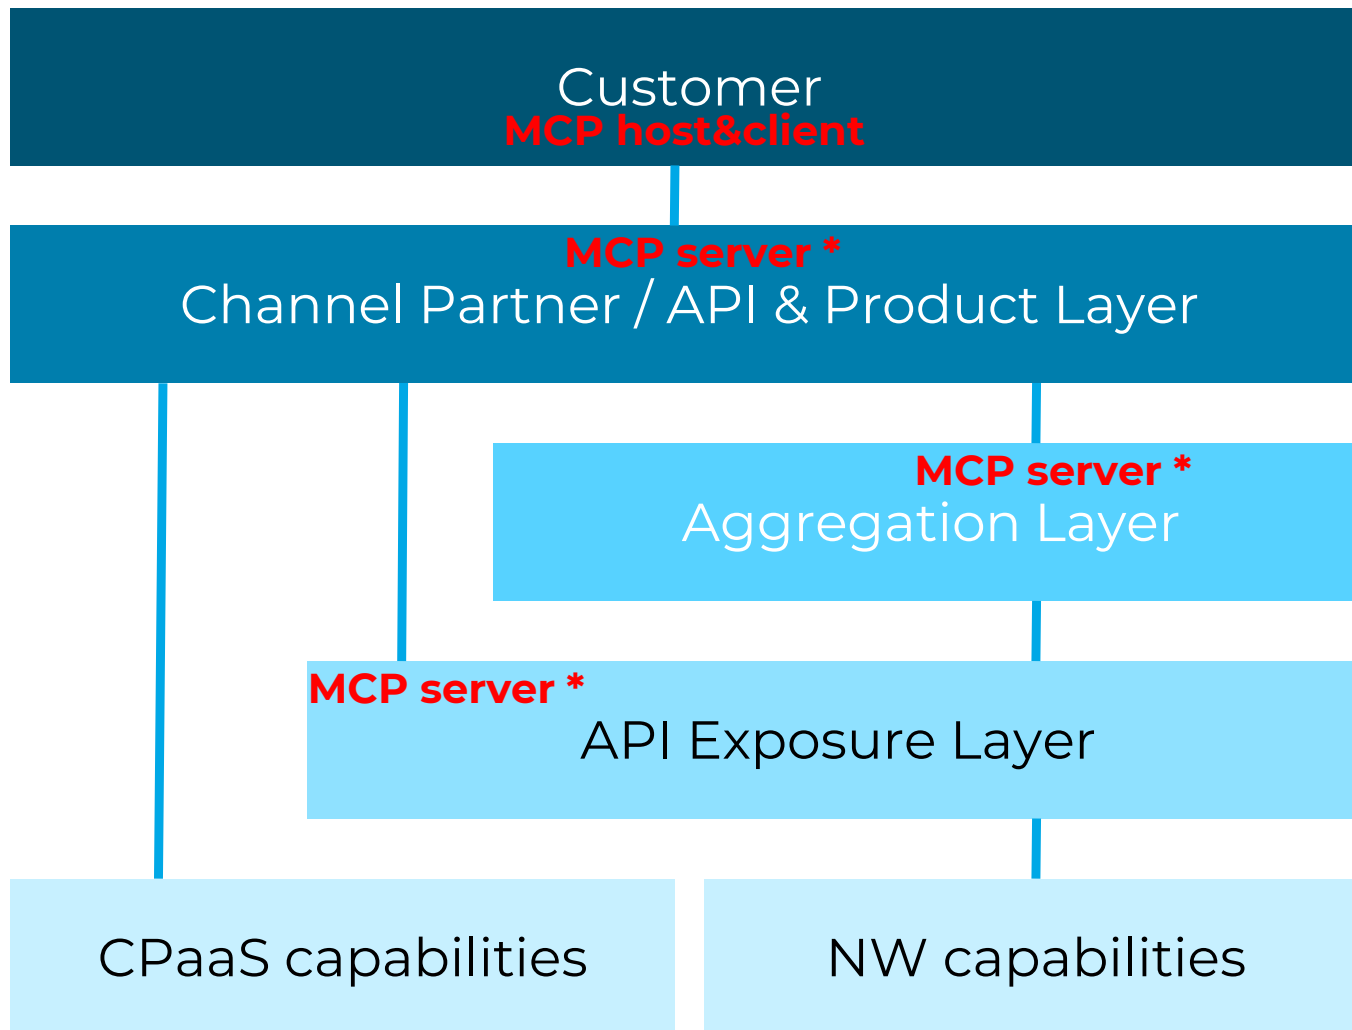 Customer
MCP host&client
MCP server *
Channel Partner / API & Product Layer
MCP server *
Aggregation Layer
MCP server *
API Exposure Layer
CPaaS capabilities
NW capabilities